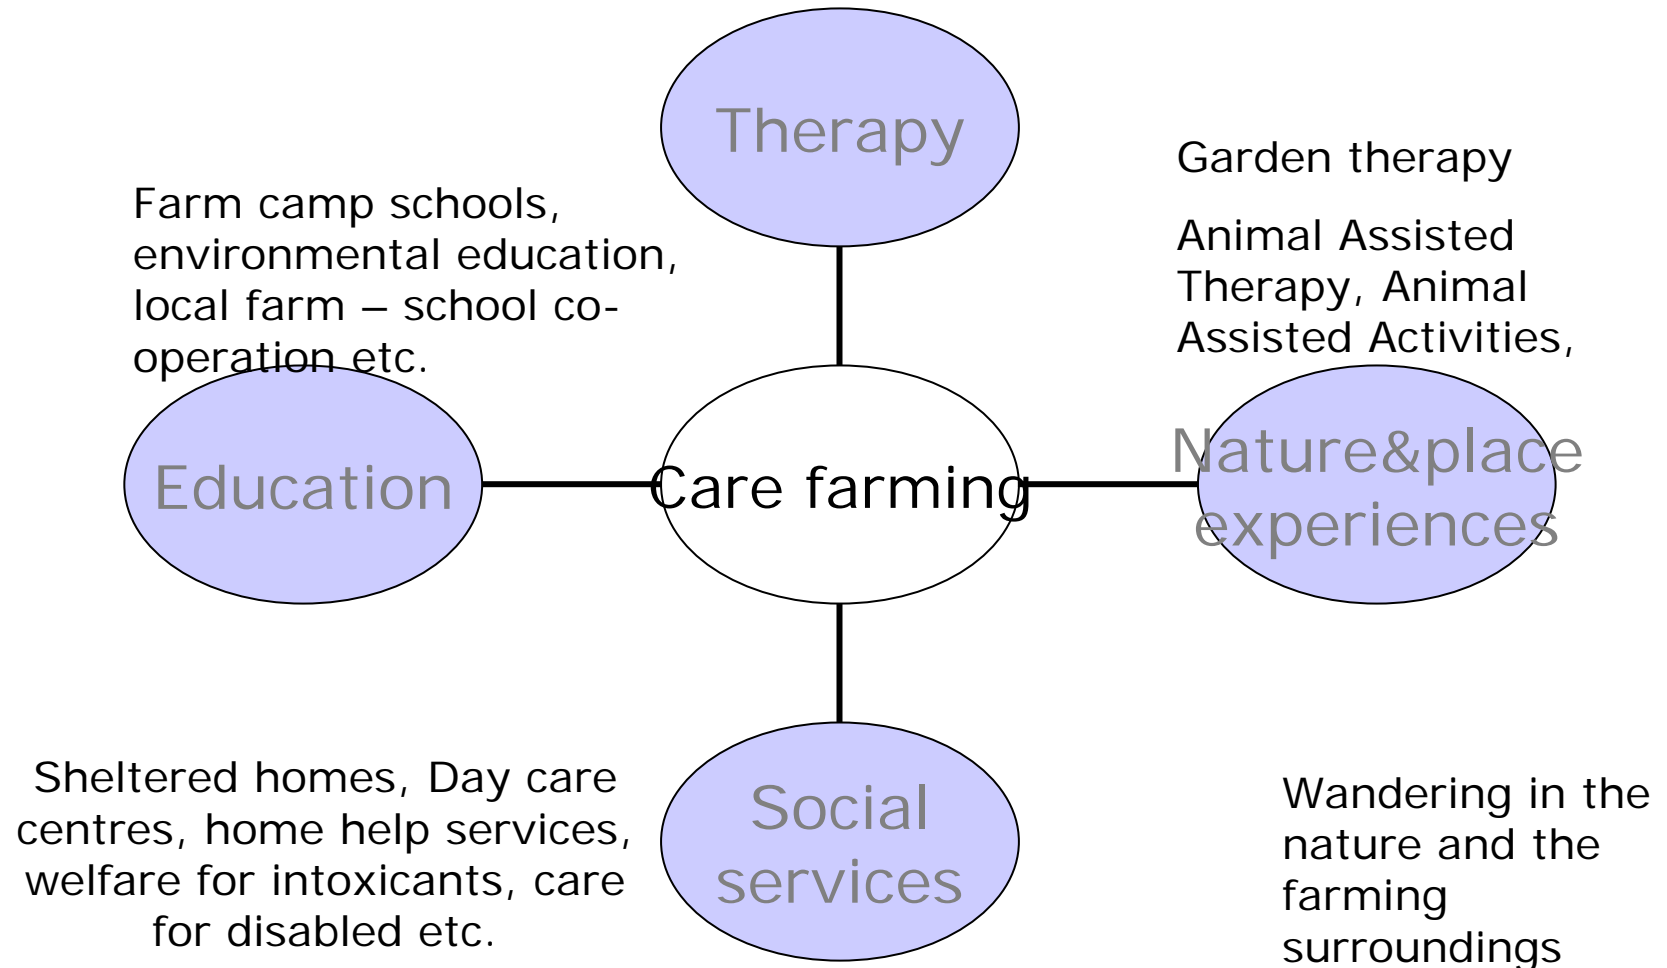 Therapy
Garden therapy
Animal Assisted
Therapy, Animal
Assisted Activities,
Farm camp schools,
environmental education,
local farm – school co-
operation etc.
Education
Care farming
Nature&place
experiences
Sheltered homes, Day care
centres, home help services,
welfare for intoxicants, care
for disabled etc.
Social
services
Wandering in the
nature and the
farming
surroundings